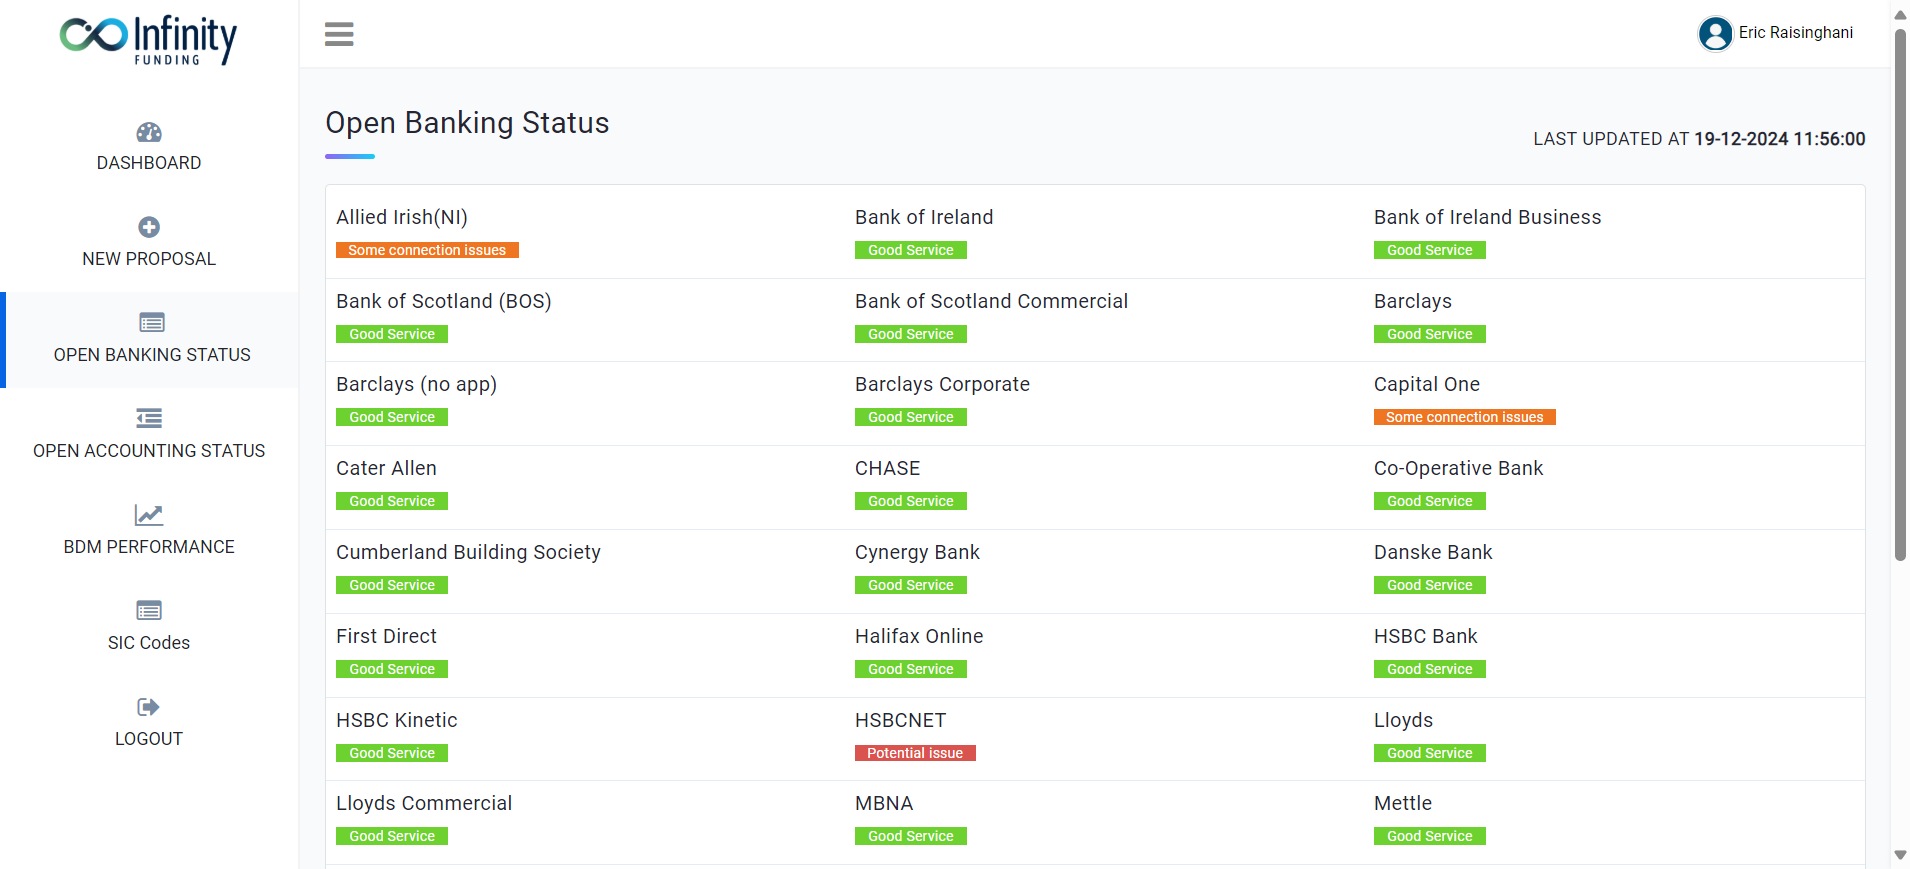 Infinity
FUNDING
Eric Raisinghani
DASHBOARD
NEW PROPOSAL
OPEN BANKING STATUS
OPEN ACCOUNTING STATUS
BDM PERFORMANCE
SIC Codes
LOGOUT
Open Banking Status
LAST UPDATED AT 19-12-2024 11:56:00
Allied Irish(NI)
Some connection issues
Bank of Ireland
Good Service
Bank of Ireland Business
Good Service
Bank of Scotland (BOS)
Good Service
Bank of Scotland Commercial
Good Service
Barclays
Good Service
Barclays (no app)
Good Service
Barclays Corporate
Good Service
Capital One
Some connection issues
Cater Allen
Good Service
CHASE
Good Service
Co-Operative Bank
Good Service
Cumberland Building Society
Good Service
Cynergy Bank
Good Service
Danske Bank
Good Service
First Direct
Good Service
Halifax Online
Good Service
HSBC Bank
Good Service
HSBC Kinetic
Good Service
HSBCNET
Potential issue
Lloyds
Good Service
Lloyds Commercial
Good Service
MBNA
Good Service
Mettle
Good Service